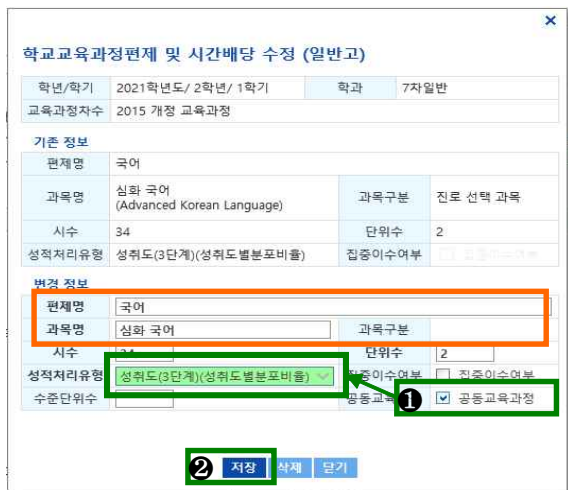 학교교육과정편제 및 시간배당 수정 (일반고)
학년/학기 2021학년도/ 2학년/ 1학기 학과 7차일반
교육과정차수 2015 개정 교육과정
기존 정보
편제명 국어
과목명 심화 국어 (Advanced Korean Language) 과목구분 진로 선택 과목
시수 34 단위수 2
성적처리유형 성취도(3단계)(성취도별분포비율) 집중이수여부 집중이수여부
변경 정보
편제명 국어
과목명 심화 국어 과목구분
시수 34 단위수 2
성적처리유형 성취도(3단계)(성취도별분포비율) 집중이수여부 집중이수여부
수준단위수 공동교육 ❶ 공동교육과정
❷ 저장 삭제 닫기